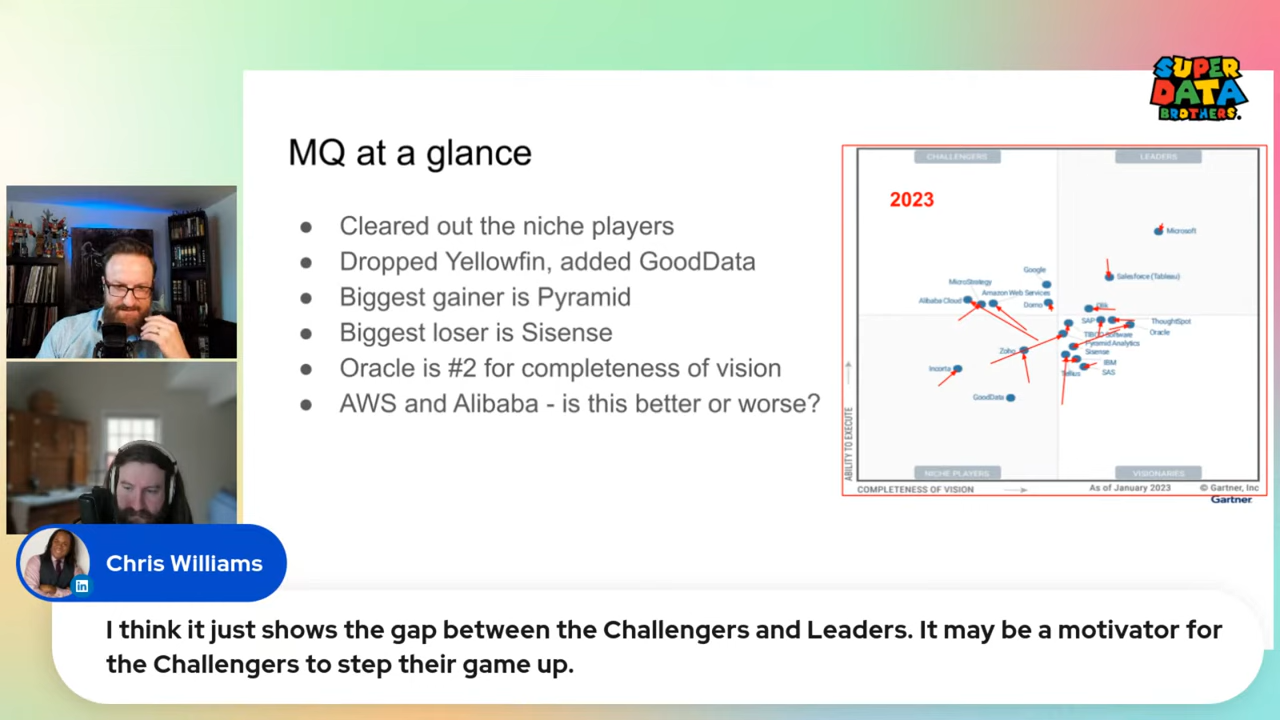 SUPER
DATA
BROTHERS.
MQ at a glance
● Cleared out the niche players
● Dropped Yellowfin, added GoodData
● Biggest gainer is Pyramid
● Biggest loser is Sisense
● Oracle is #2 for completeness of vision
● AWS and Alibaba - is this better or worse?
CHALLENGERS
LEADERS
2023
Microsoft
Google
Salesforce (Tableau)
MicroStrategy
Amazon Web Services
Alibaba Cloud
Domo
Qlik
SAP
ThoughtSpot
Oracle
TIBCO Software
Pyramid Analytics
Zoho
Sisense
IBM
Incorta
Tellius
SAS
GoodData
ABILITY TO EXECUTE
NICHE PLAYERS
VISIONARIES
COMPLETENESS OF VISION
As of January 2023
© Gartner, Inc
Gartner
Chris Williams
in
I think it just shows the gap between the Challengers and Leaders. It may be a motivator for
the Challengers to step their game up.